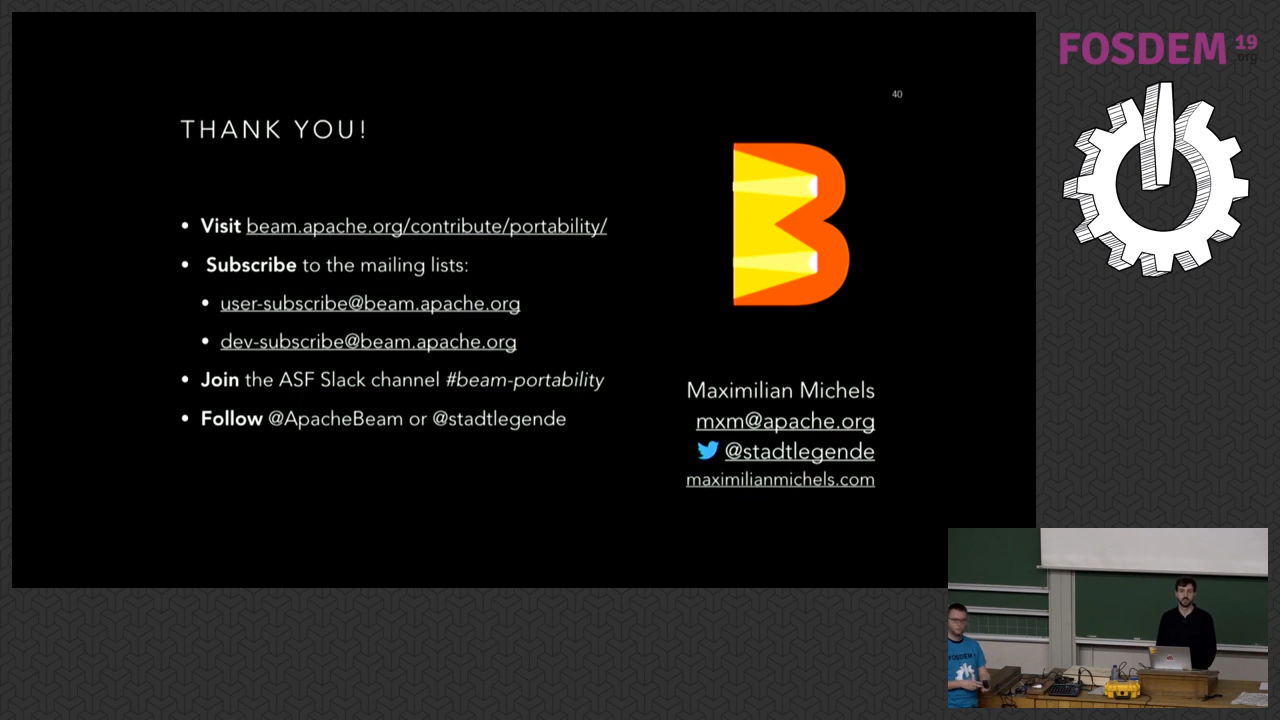 FOSDEM 19
.org
40
THANK YOU!
• Visit beam.apache.org/contribute/portability/
• Subscribe to the mailing lists:
• user-subscribe@beam.apache.org
• dev-subscribe@beam.apache.org
• Join the ASF Slack channel #beam-portability
• Follow @ApacheBeam or @stadtlegende
Maximilian Michels
mxm@apache.org
@stadtlegende
maximilianmichels.com
FOSDEM